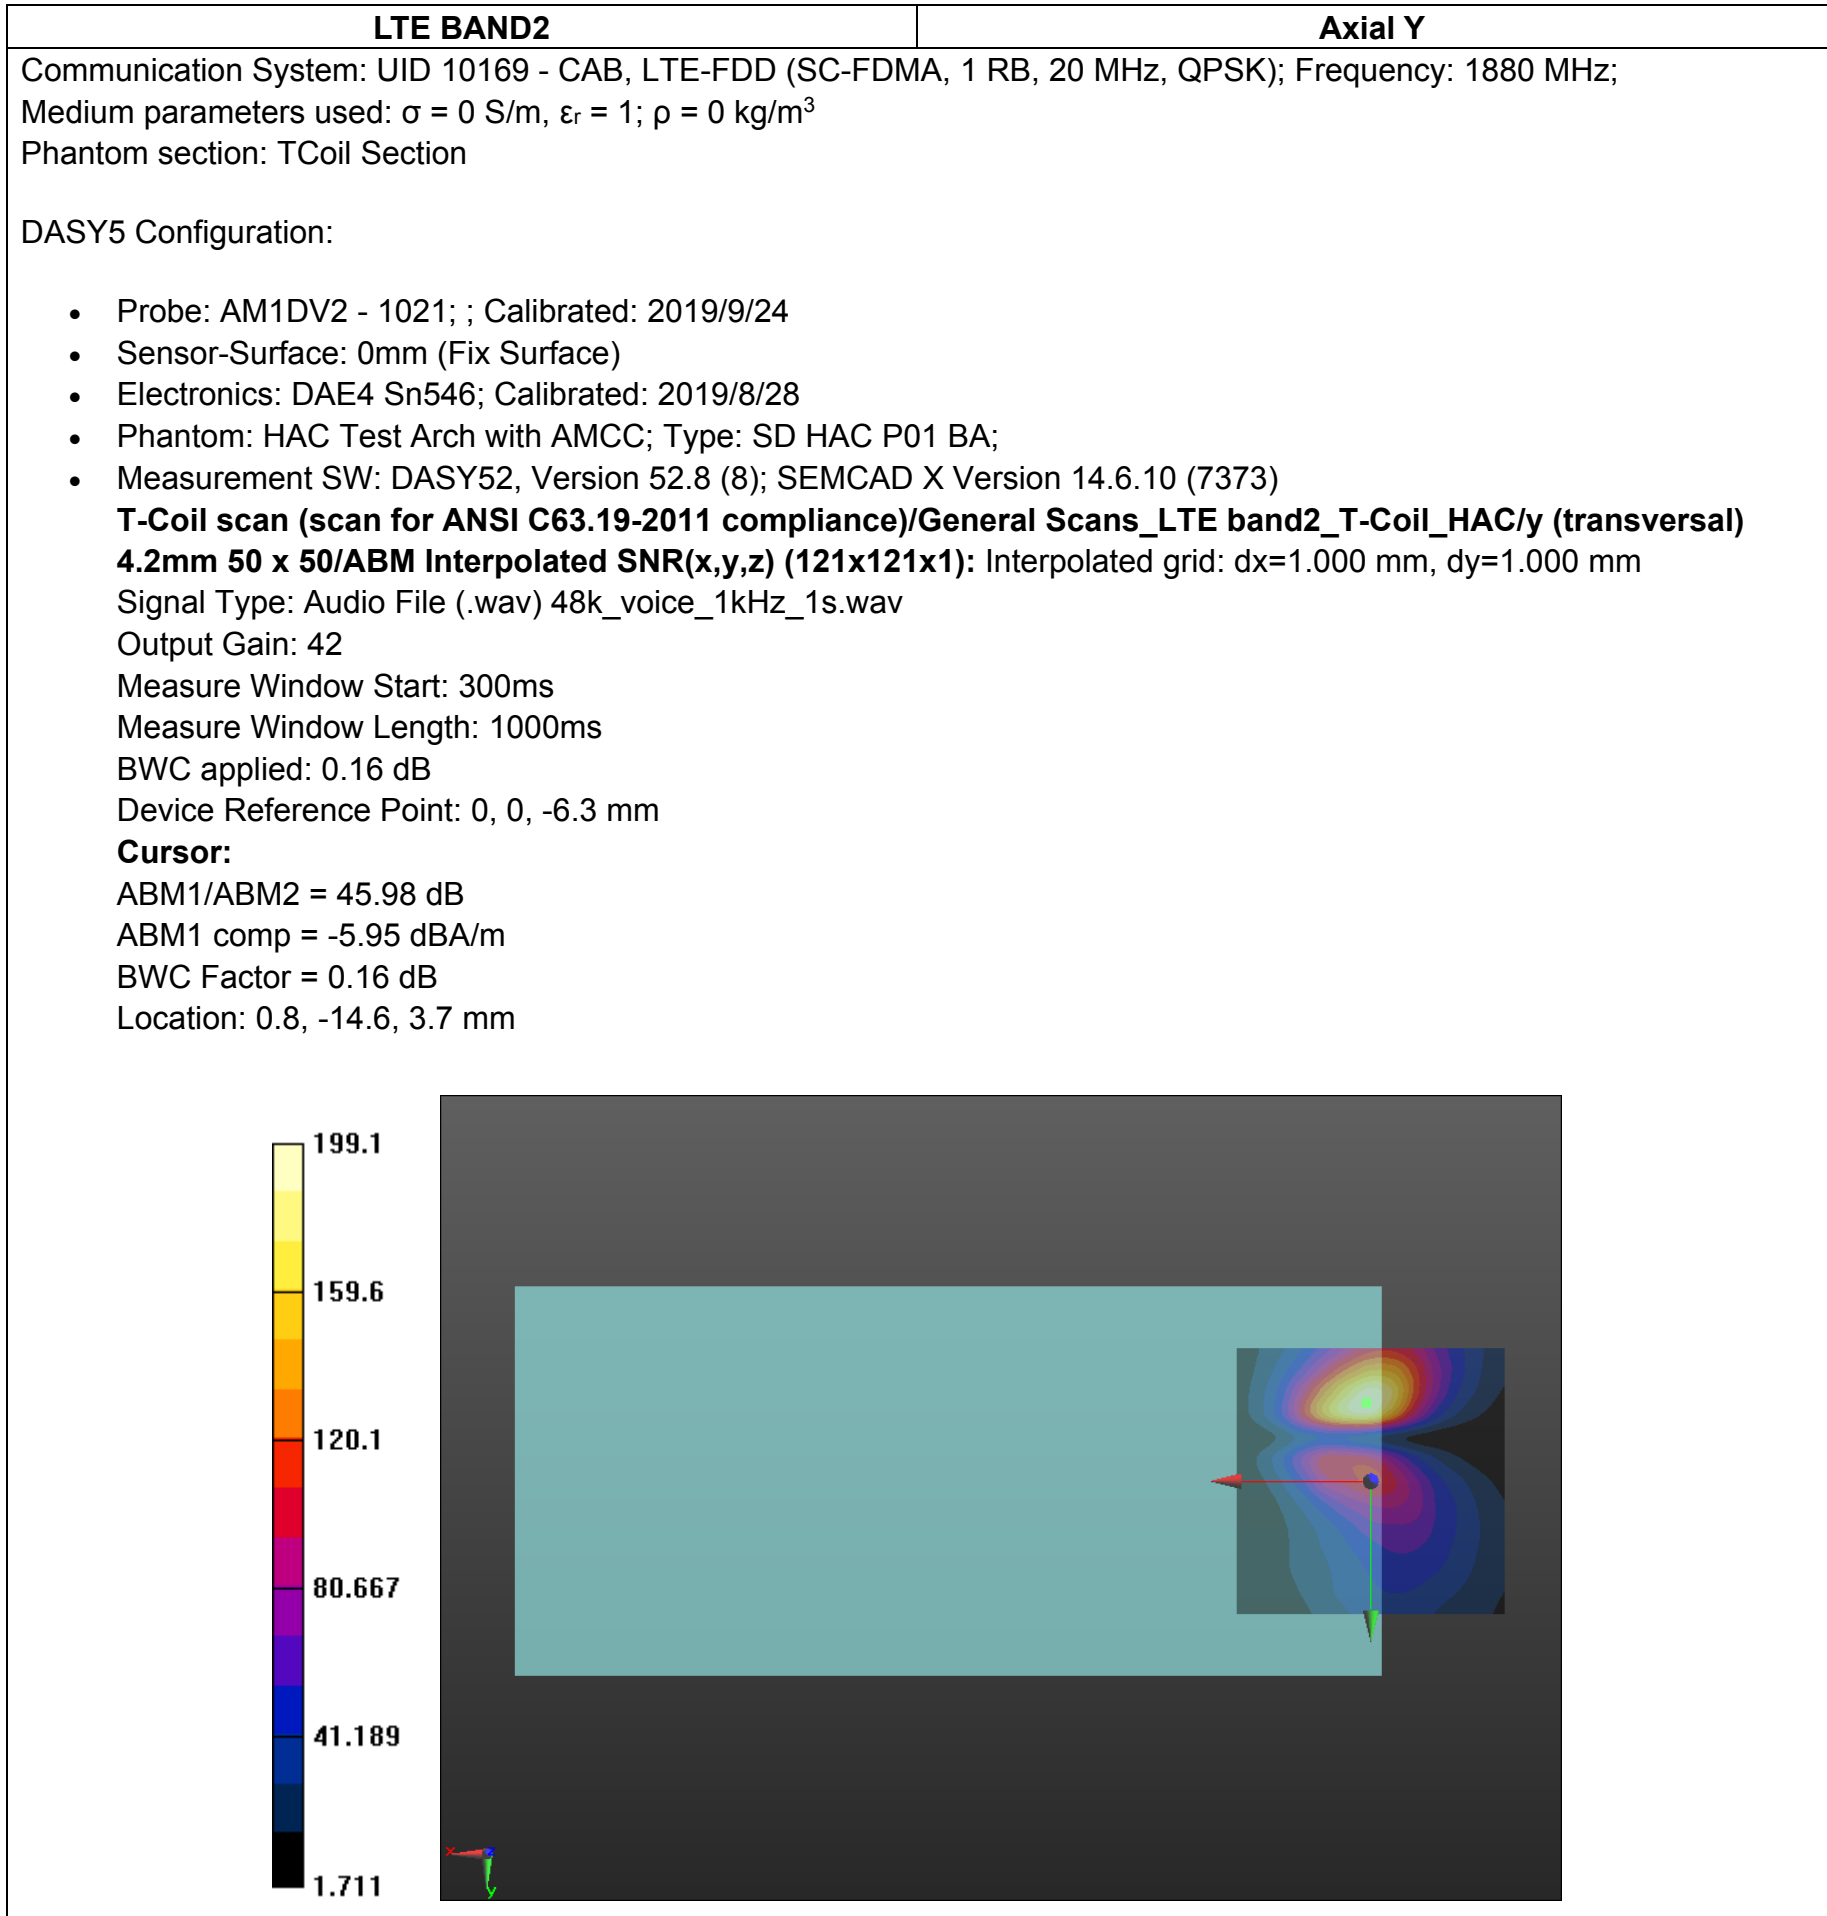 LTE BAND2 Axial Y
Communication System: UID 10169 - CAB, LTE-FDD (SC-FDMA, 1 RB, 20 MHz, QPSK); Frequency: 1880 MHz;
Medium parameters used: σ = 0 S/m, εr = 1; ρ = 0 kg/m³
Phantom section: TCoil Section
DASY5 Configuration:
• Probe: AM1DV2 - 1021; ; Calibrated: 2019/9/24
• Sensor-Surface: 0mm (Fix Surface)
• Electronics: DAE4 Sn546; Calibrated: 2019/8/28
• Phantom: HAC Test Arch with AMCC; Type: SD HAC P01 BA;
• Measurement SW: DASY52, Version 52.8 (8); SEMCAD X Version 14.6.10 (7373)
T-Coil scan (scan for ANSI C63.19-2011 compliance)/General Scans_LTE band2_T-Coil_HAC/y (transversal)
4.2mm 50 x 50/ABM Interpolated SNR(x,y,z) (121x121x1): Interpolated grid: dx=1.000 mm, dy=1.000 mm
Signal Type: Audio File (.wav) 48k_voice_1kHz_1s.wav
Output Gain: 42
Measure Window Start: 300ms
Measure Window Length: 1000ms
BWC applied: 0.16 dB
Device Reference Point: 0, 0, -6.3 mm
Cursor:
ABM1/ABM2 = 45.98 dB
ABM1 comp = -5.95 dBA/m
BWC Factor = 0.16 dB
Location: 0.8, -14.6, 3.7 mm
199.1
159.6
120.1
80.667
41.189
1.711
x z
y